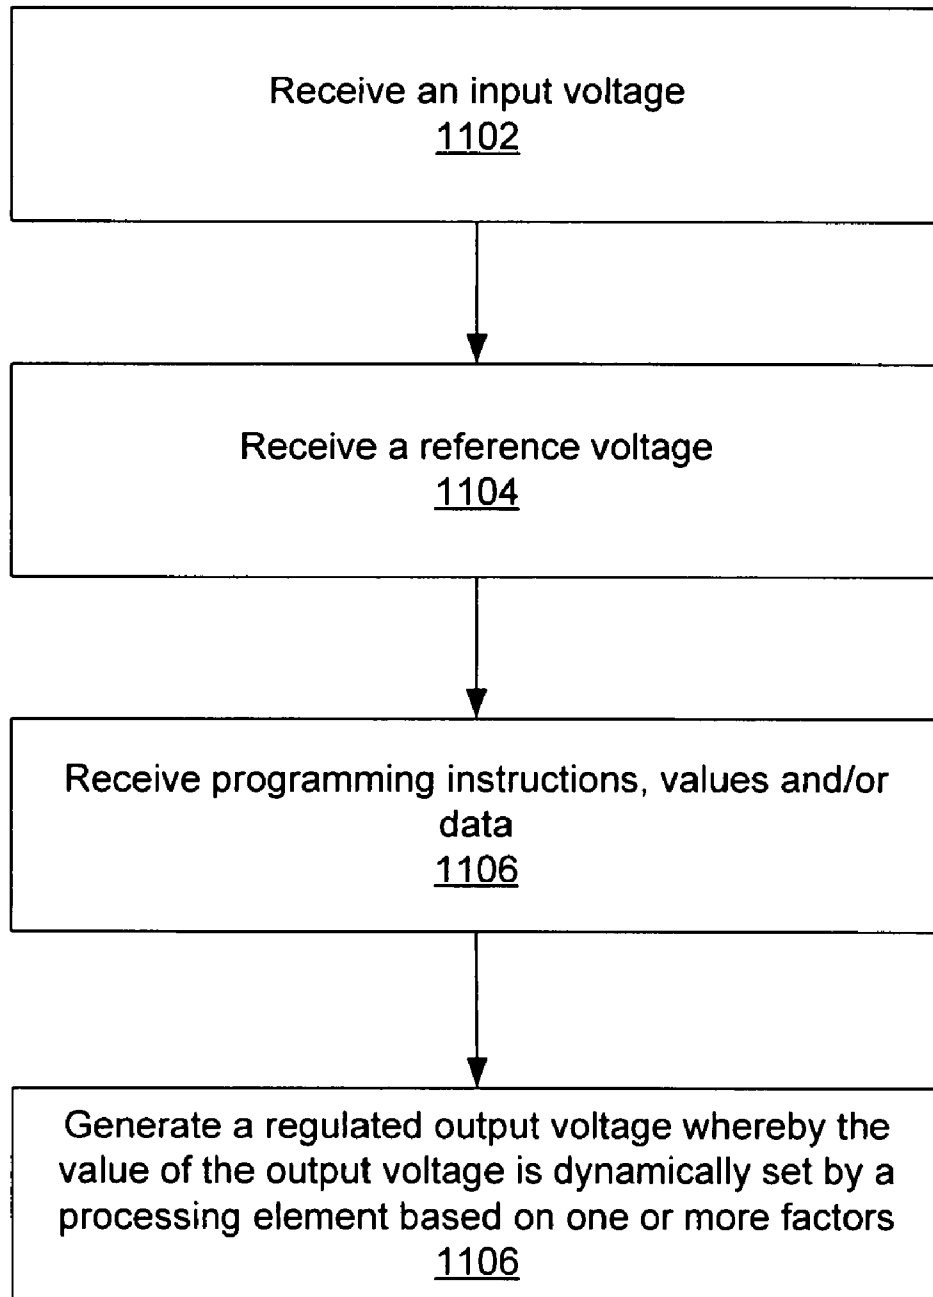 Receive an input voltage
1102
Receive a reference voltage
1104
Receive programming instructions, values and/or
data
1106
Generate a regulated output voltage whereby the
value of the output voltage is dynamically set by a
processing element based on one or more factors
1106